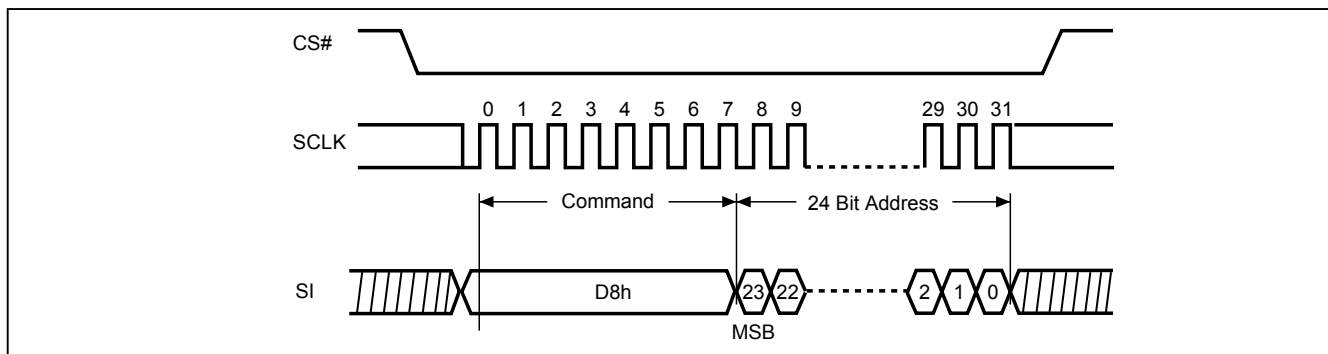 CS#
0 1 2 3 4 5 6 7 8 9 29 30 31
SCLK
Command 24 Bit Address
SI D8h 23 22 2 1 0
MSB